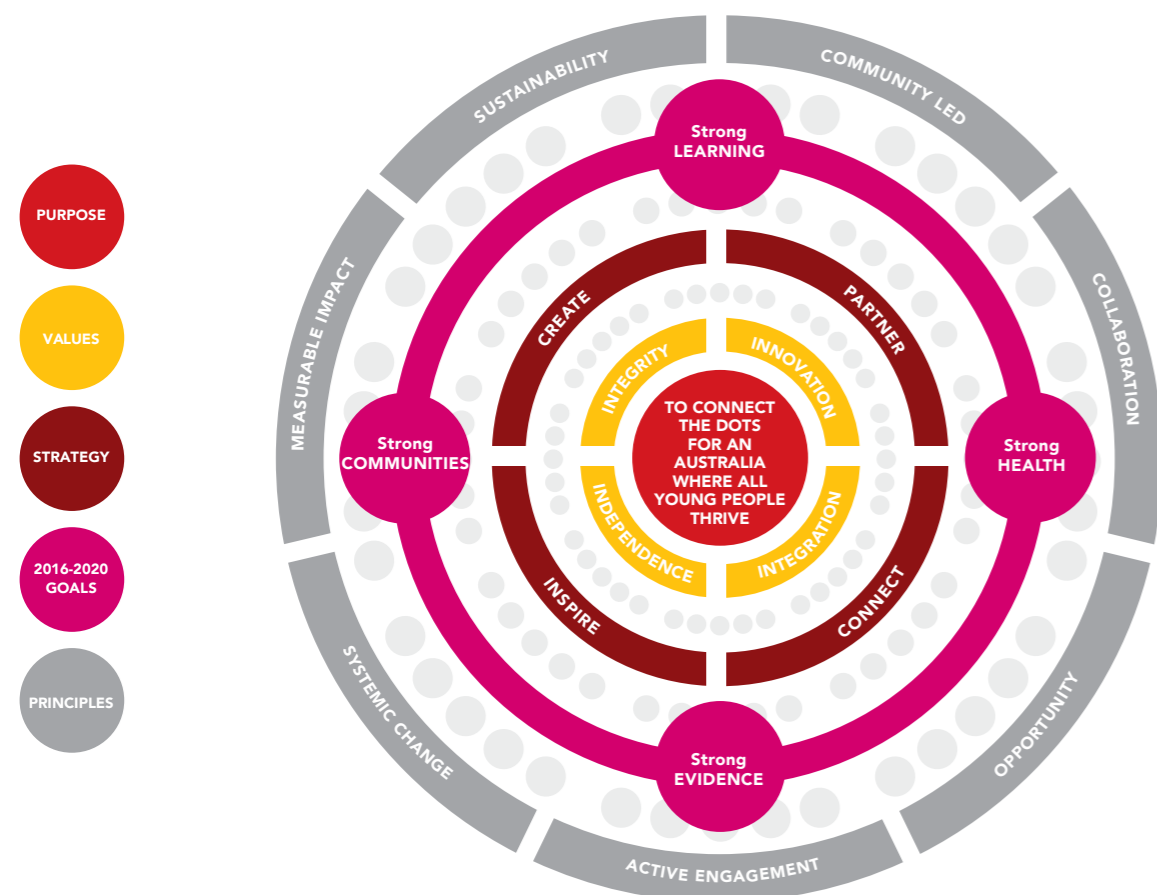 PURPOSE
VALUES
STRATEGY
2016-2020
GOALS
PRINCIPLES
SUSTAINABILITY
COMMUNITY LED
COLLABORATION
OPPORTUNITY
ACTIVE ENGAGEMENT
SYSTEMIC CHANGE
MEASURABLE IMPACT
Strong
LEARNING
Strong
HEALTH
Strong
EVIDENCE
Strong
COMMUNITIES
CREATE
PARTNER
CONNECT
INSPIRE
INTEGRITY
INNOVATION
INTEGRATION
INDEPENDENCE
TO CONNECT
THE DOTS
FOR AN
AUSTRALIA
WHERE ALL
YOUNG PEOPLE
THRIVE